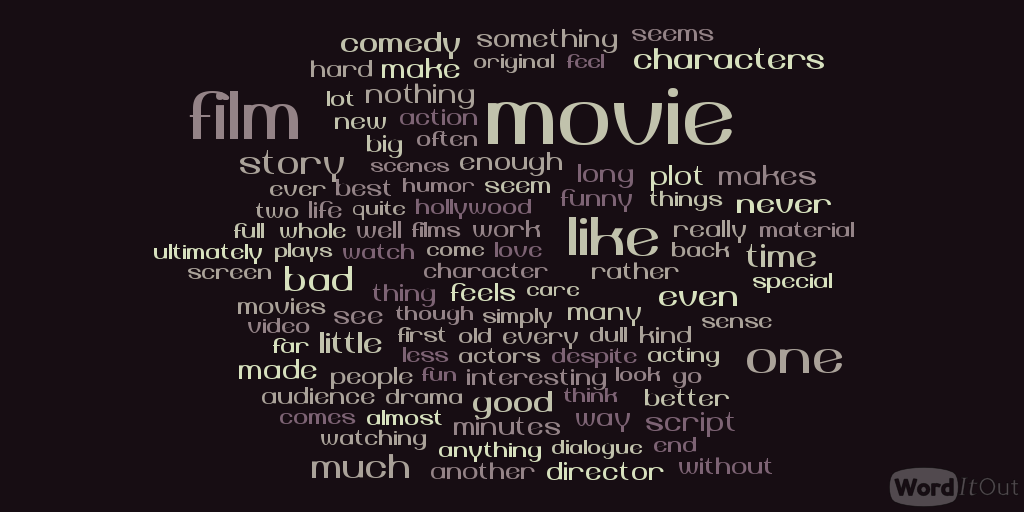 comedy something seems
hard make original feel characters
film lot nothing movie
new action
big often
story scenes enough long plot makes
ever best humor seem funny things never
two life quite hollywood
full whole well films work like really material
ultimately plays watch come love back time
screen bad character rather special
thing feels care even
movies see though simply many sense
video first old every dull kind
far little less actors despite acting one
made people fun interesting look go
audience drama good think better
comes almost minutes way script
watching anything dialogue end
much another director without
WordItOut